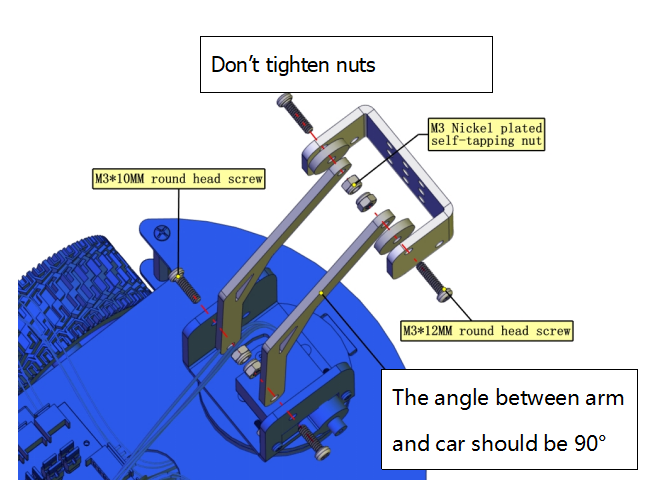 Don’t tighten nuts
M3 Nickel plated
self-tapping nut
M3*10MM round head screw
M3*12MM round head screw
The angle between arm
and car should be 90°